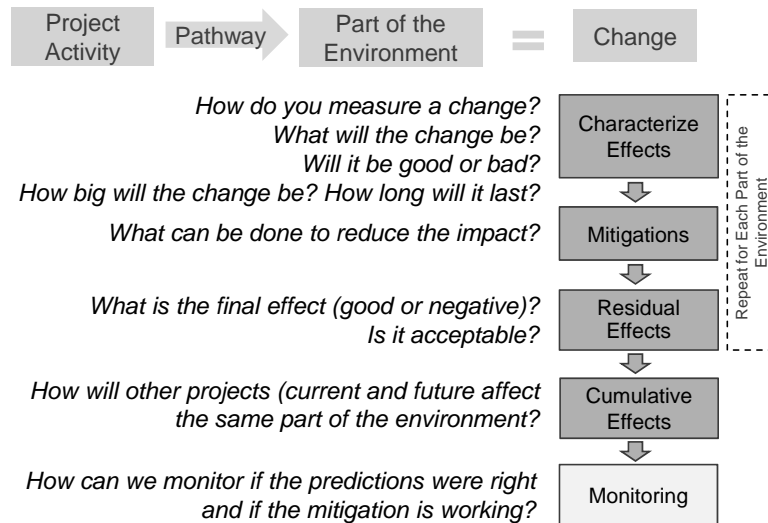 Project
Activity
Pathway
Part of the
Environment
=
Change
How do you measure a change?
What will the change be?
Will it be good or bad?
How big will the change be? How long will it last?
Characterize
Effects
What can be done to reduce the impact?
Mitigations
What is the final effect (good or negative)?
Is it acceptable?
Residual
Effects
Repeat for Each Part of the
Environment
How will other projects (current and future affect
the same part of the environment?
Cumulative
Effects
How can we monitor if the predictions were right
and if the mitigation is working?
Monitoring